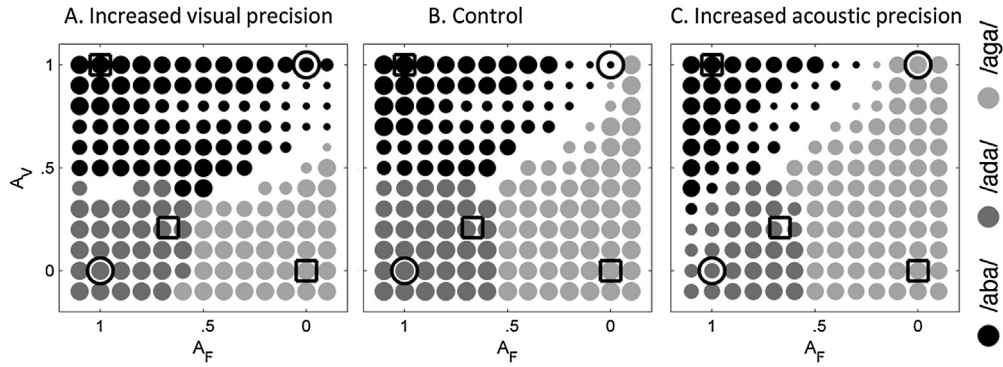 A. Increased visual precision
B. Control
C. Increased acoustic precision
1
.5
0
A_V
1
.5
0
A_F
1
.5
0
A_F
1
.5
0
A_F
/aba/ /ada/ /aga/